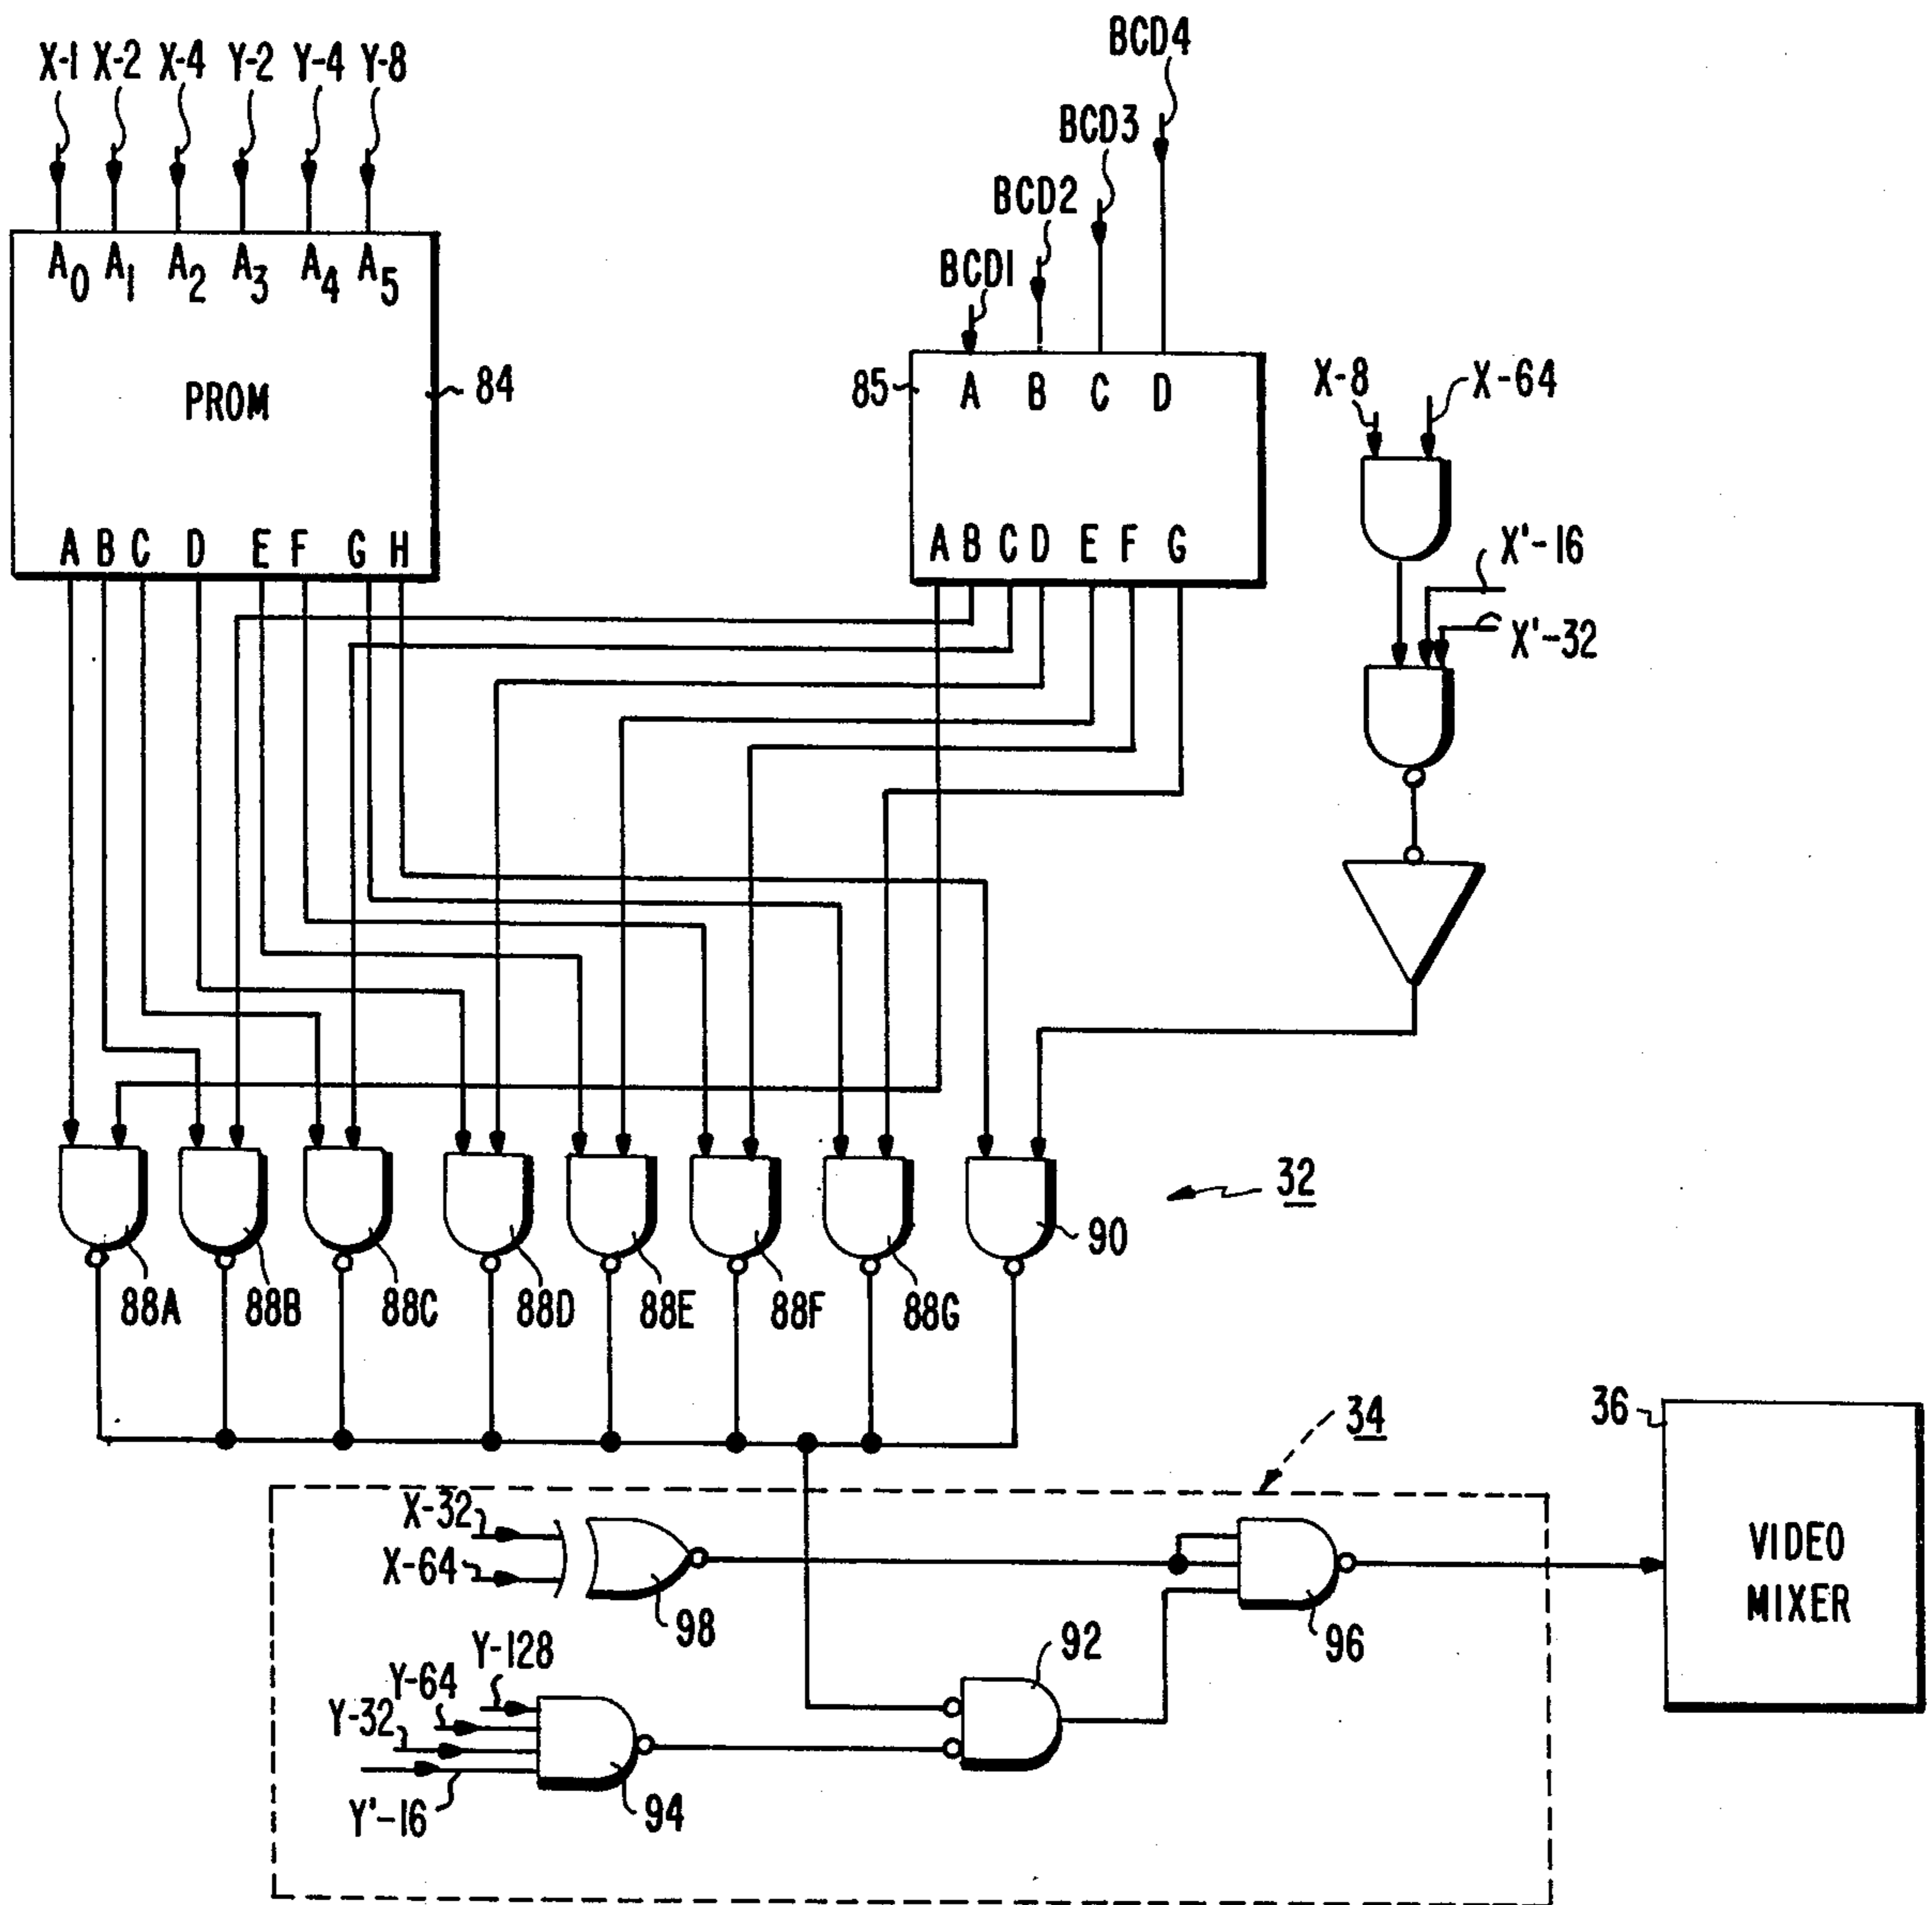 BCD4
X-1 X-2 X-4 Y-2 Y-4 Y-8
BCD3
BCD2
BCD1
A0 A1 A2 A3 A4 A5
PROM
84
85
A B C D
X-8
X-64
A B C D E F G H
A B C D E F G
X'-16
X'-32
32
90
88A 88B 88C 88D 88E 88F 88G
34
36
X-32
X-64
98
96
VIDEO
MIXER
Y-128
Y-64
Y-32
Y'-16
92
94